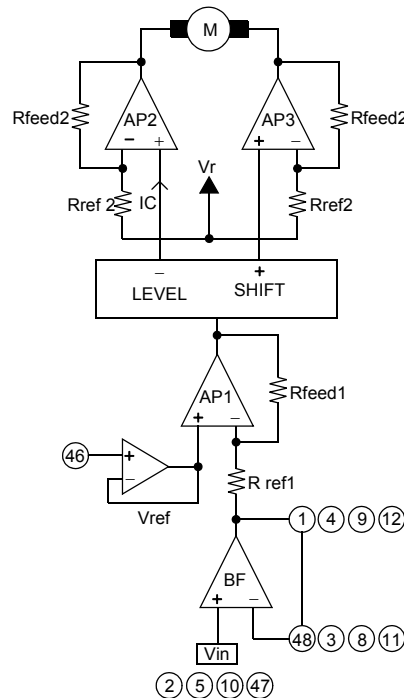 M
Rfeed2 AP2 AP3 Rfeed2
- + + -
Vr
Rref 2 IC Rref2
- +
LEVEL SHIFT
AP1 Rfeed1
+ -
46 + -
R ref1
Vref
1 4 9 12
BF
+ -
Vin 48 3 8 11
2 5 10 47